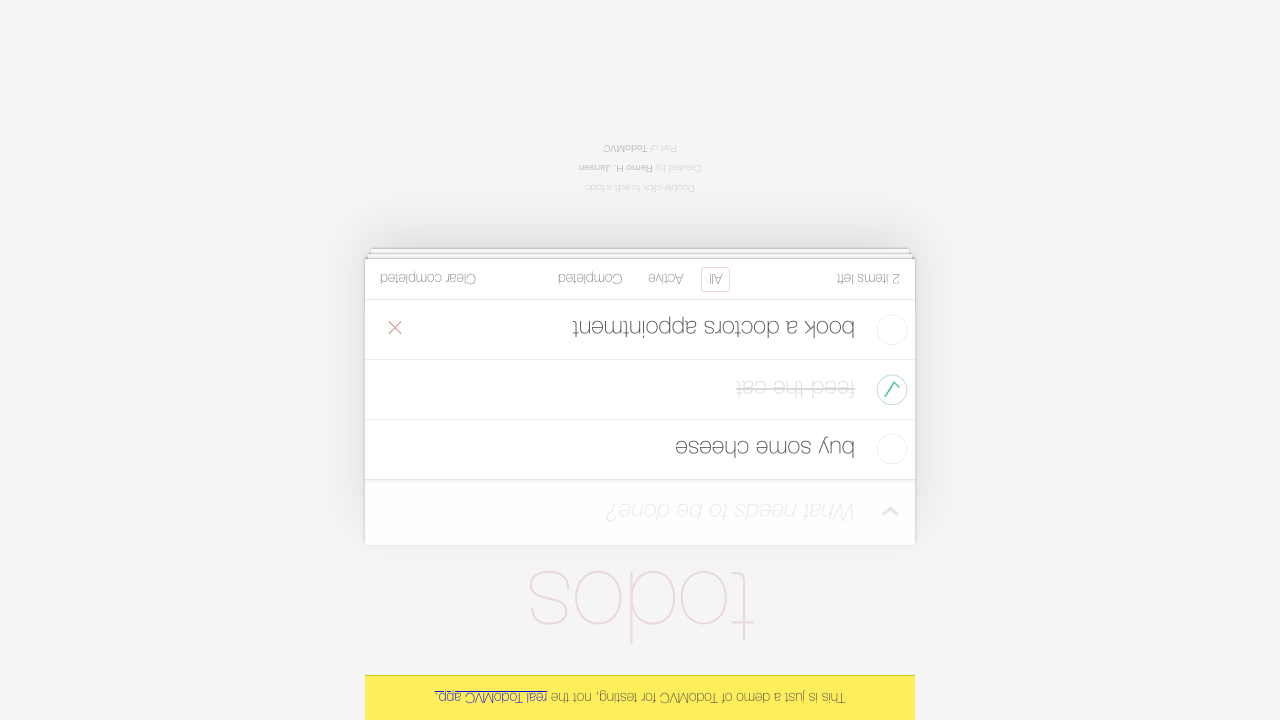 This is just a demo of TodoMVC for testing, not the real TodoMVC app.
todos
What needs to be done?
buy some cheese
feed the cat
book a doctors appointment
2 items left
All
Active
Completed
Clear completed
Double-click to edit a todo
Created by Remo H. Jansen
Part of TodoMVC